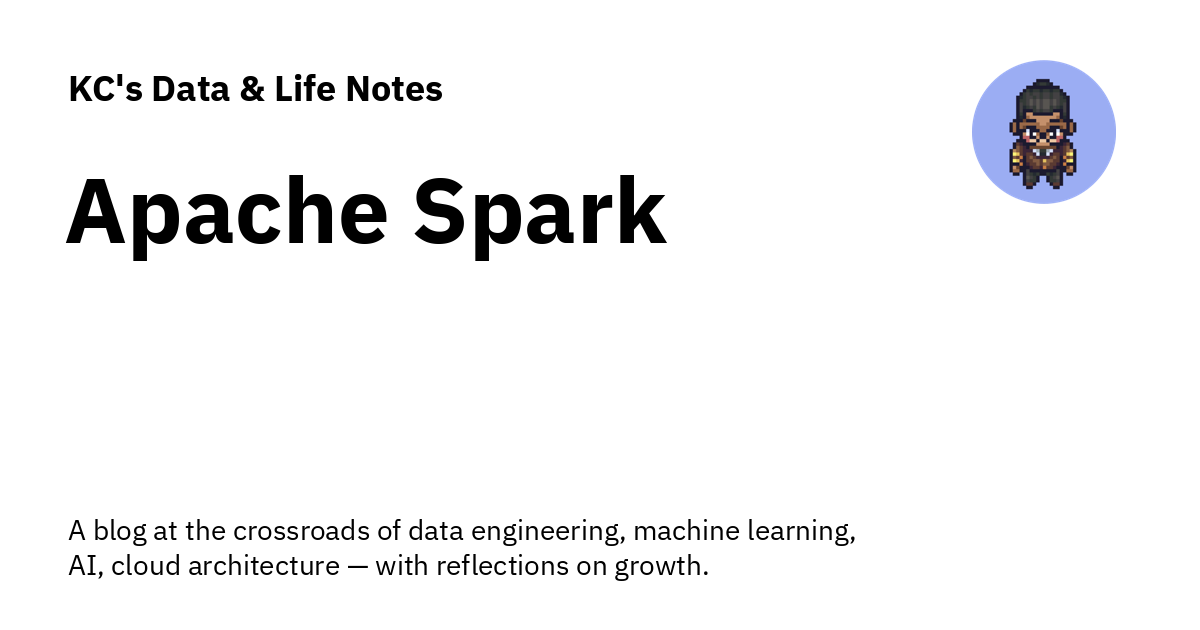 KC's Data & Life Notes
Apache Spark
A blog at the crossroads of data engineering, machine learning,
AI, cloud architecture — with reflections on growth.